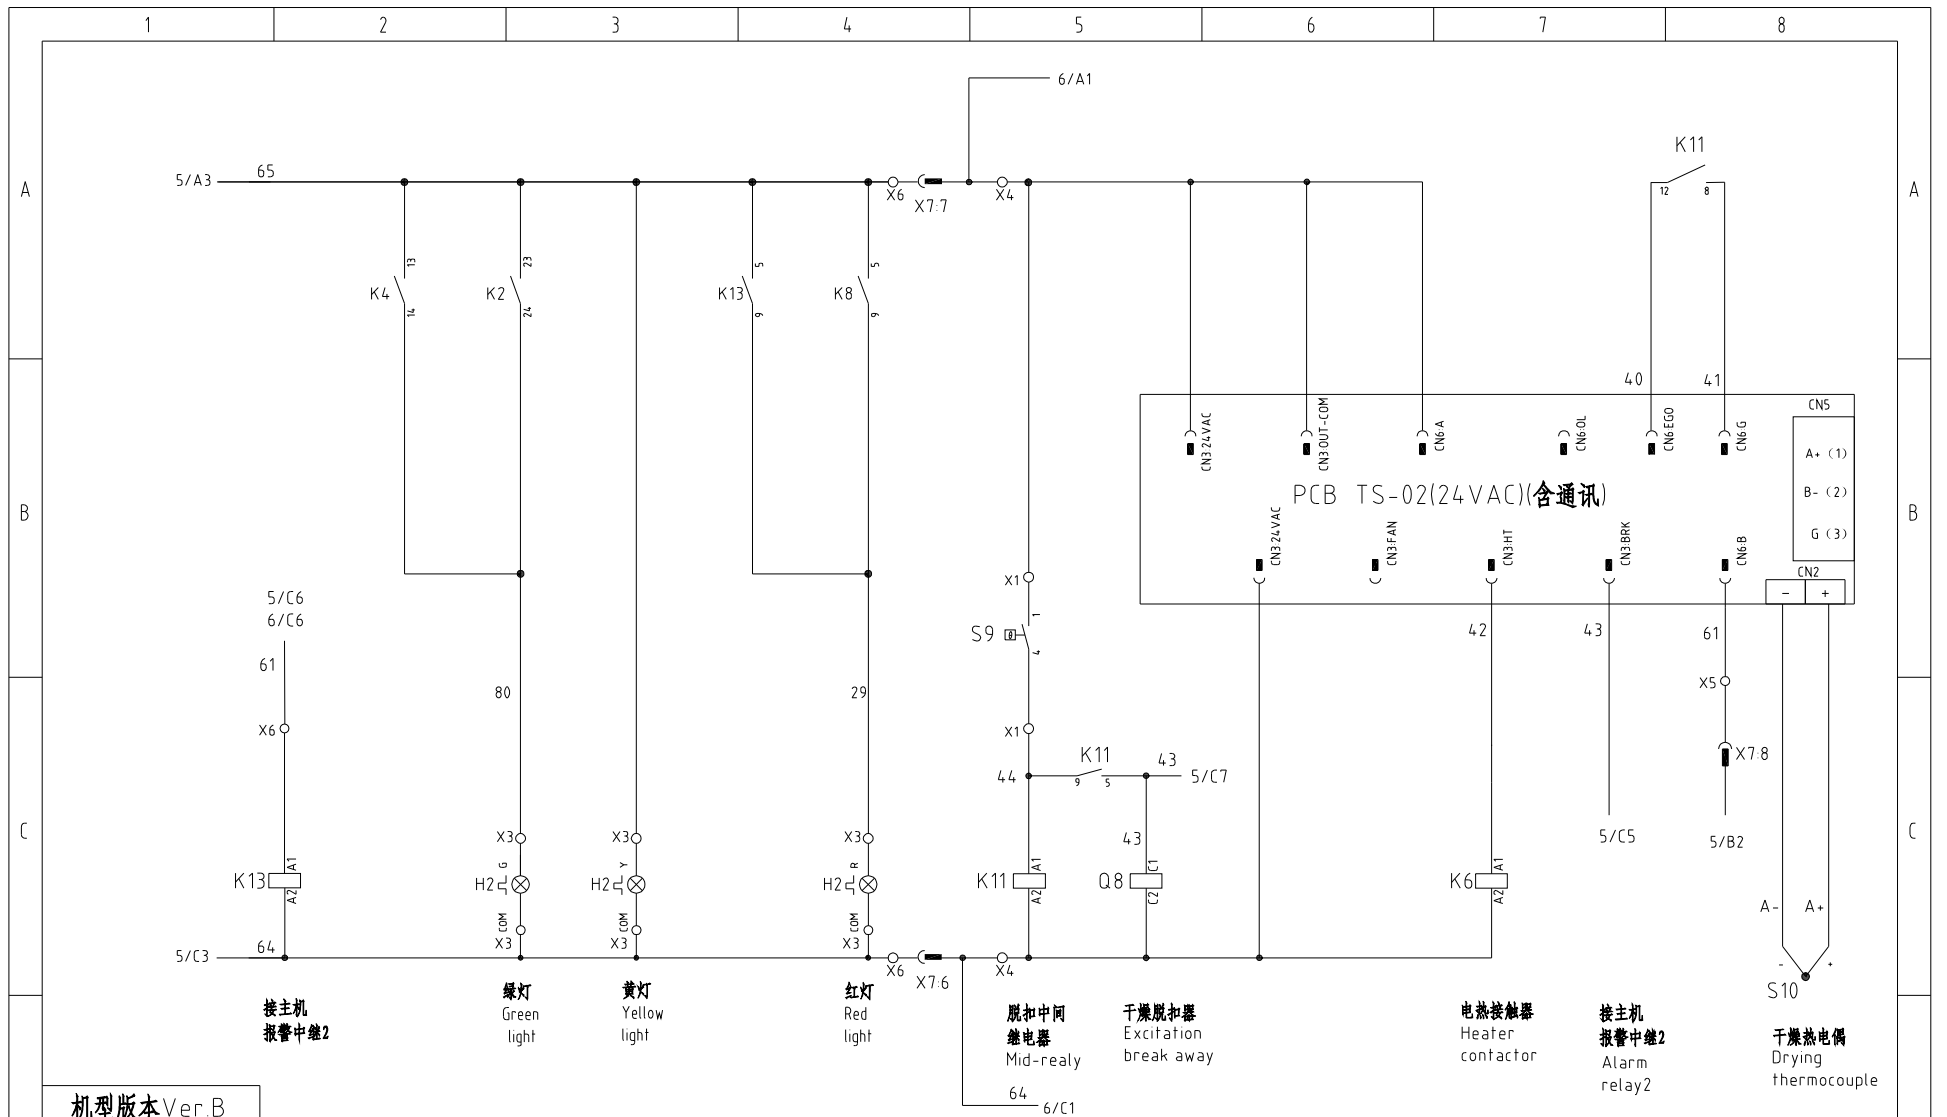 1 2 3 4 5 6 7 8
6/A1
K11
5/A3 65
A A
X6 X7:7 X4
12 8
13 23 5 5
K4 K2 K13 K8
14 24 9 9
40 41
CN5
CN3:24VAC CN3:OUT-COM CN6:A CN6:OL CN6:EGO CN6:G
A+ (1)
B- (2)
G (3)
PCB TS-02(24VAC)(含通讯)
B B
CN3:24VAC CN3:FAN CN3:HT CN3:BRK CN6:B
CN2
- +
X1
5/C6
6/C6
1
S9 θ
4
42 43 61
61
80 29
X5
X6 X1
K11 43
44 5/C7
9 5
X7:8
C C
X3 X3 X3
43
5/C5 5/B2
G Y R
A1 A1 C1 A1
K13 H2 H2 H2 K11 Q8 K6
A2 A2 C2 A2
COM COM COM
A- A+
X3 X3 X3
5/C3 64
X6 X7:6 X4
- +
S10
接主机
报警中继2
绿灯
Green
light
黄灯
Yellow
light
红灯
Red
light
脱扣中间
继电器
Mid-realy
干燥脱扣器
Excitation
break away
电热接触器
Heater
contactor
接主机
报警中继2
Alarm
relay2
干燥热电偶
Drying
thermocouple
64
6/C1
机型版本Ver.B